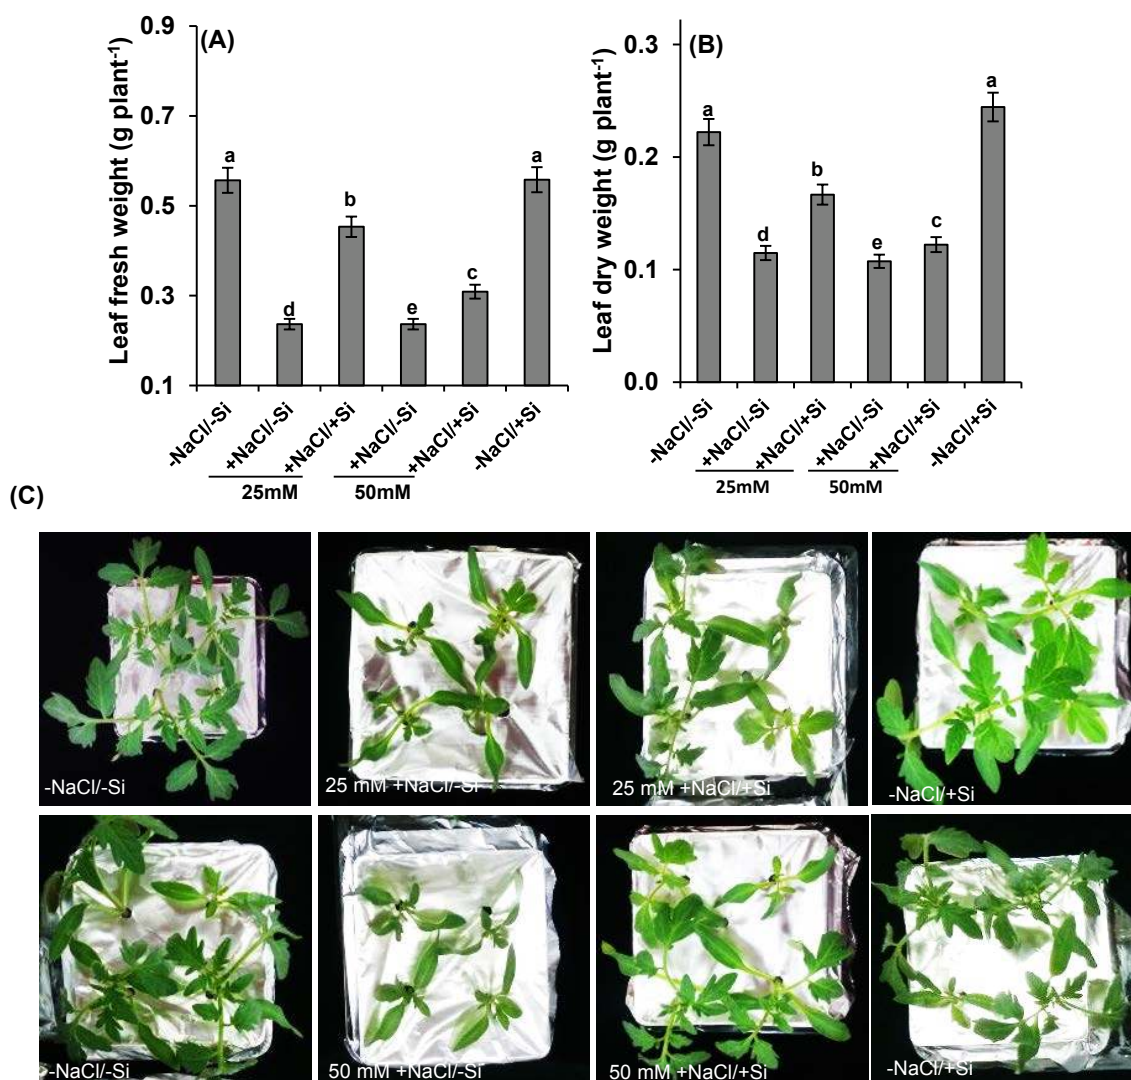 (A)
Leaf fresh weight (g plant-1)
0.9
0.7
0.5
0.3
0.1
a
d
b
e
c
a
-NaCl/-Si
+NaCl/-Si
+NaCl/+Si
+NaCl/-Si
+NaCl/+Si
-NaCl/+Si
25mM
50mM
(B)
Leaf dry weight (g plant-1)
0.3
0.2
0.1
0.0
a
d
b
e
c
a
-NaCl/-Si
+NaCl/-Si
+NaCl/+Si
+NaCl/-Si
+NaCl/+Si
-NaCl/+Si
25mM
50mM
(C)
-NaCl/-Si
25 mM +NaCl/-Si
25 mM +NaCl/+Si
-NaCl/+Si
-NaCl/-Si
50 mM +NaCl/-Si
50 mM +NaCl/+Si
-NaCl/+Si